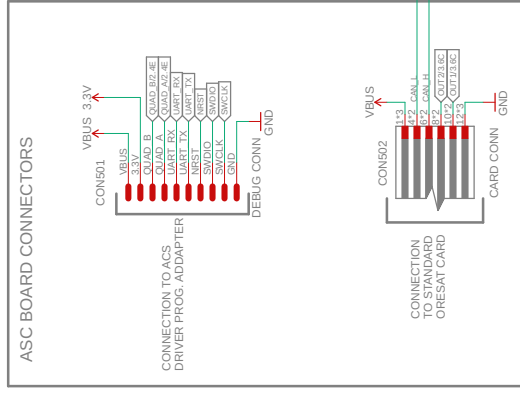 ASC BOARD CONNECTORS
VBUS
3.3V
CON501
VBUS
3.3V
QUAD_B
QUAD_A
UART_RX
UART_TX
NRST
SWDIO
SWCLK
GND
QUAD_B/2.4E
QUAD_A/2.4E
UART_RX
UART_TX
NRST
SWDIO
SWCLK
GND
DEBUG CONN
CONNECTION TO ACS
DRIVER PROG. ADDAPTER
VBUS
CAN_L
CAN_H
OUT2/3.6C
OUT1/3.6C
GND
CON502
1*3
4*2
6*2
8*2
10*2
12*3
CARD CONN
CONNECTION
TO STANDARD
ORESAT CARD